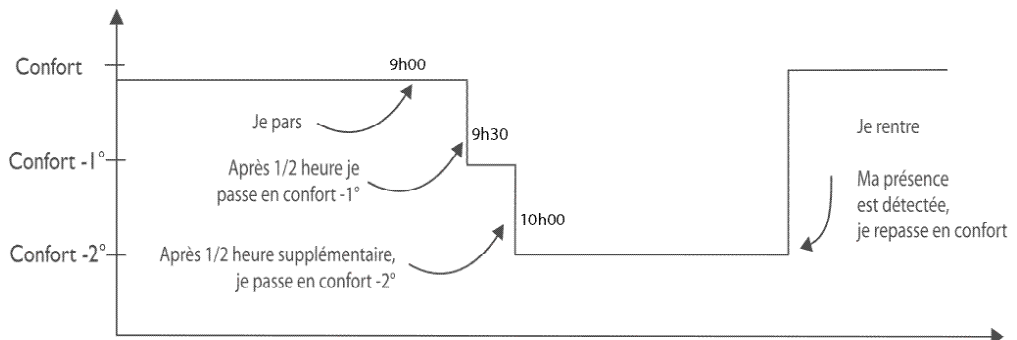 Confort
9h00
Je pars
9h30
Je rentre
Confort -1°
Après 1/2 heure je
passe en confort -1°
Ma présence
est détectée,
je repasse en confort
10h00
Confort -2°
Après 1/2 heure supplémentaire,
je passe en confort -2°